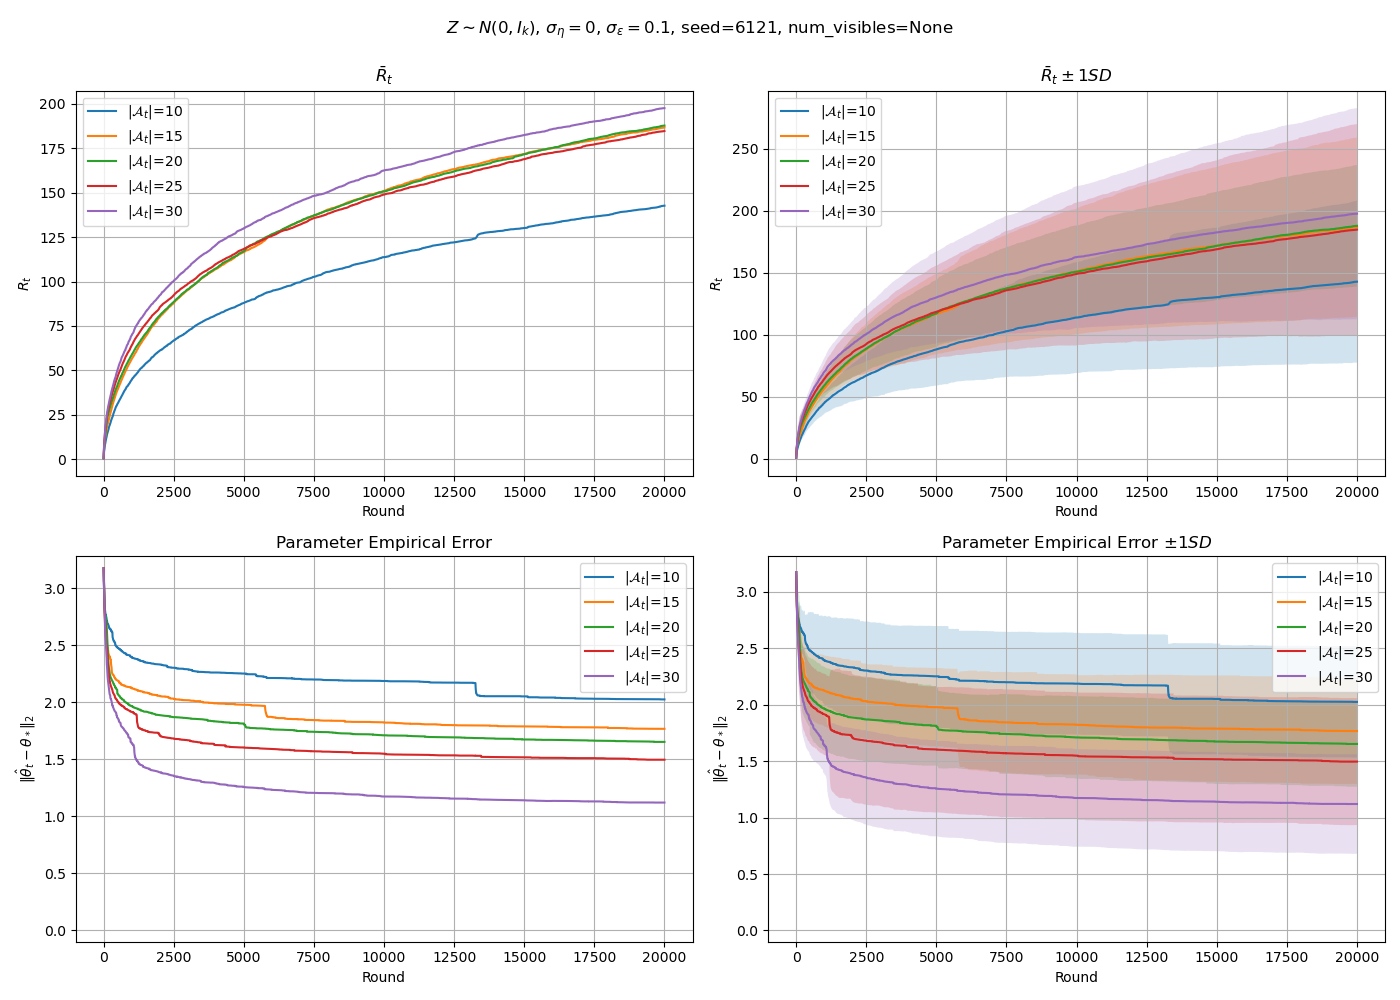 Z ∼ N(0, I_k), σ_η = 0, σ_ε = 0.1, seed=6121, num_visibles=None
R̄_t
R_t
200
175
150
125
100
75
50
25
0
|𝒜_t|=10
|𝒜_t|=15
|𝒜_t|=20
|𝒜_t|=25
|𝒜_t|=30
0 2500 5000 7500 10000 12500 15000 17500 20000
Round
R̄_t ± 1SD
R_t
250
200
150
100
50
0
|𝒜_t|=10
|𝒜_t|=15
|𝒜_t|=20
|𝒜_t|=25
|𝒜_t|=30
0 2500 5000 7500 10000 12500 15000 17500 20000
Round
Parameter Empirical Error
‖θ̂_t − θ_*‖_2
3.0
2.5
2.0
1.5
1.0
0.5
0.0
|𝒜_t|=10
|𝒜_t|=15
|𝒜_t|=20
|𝒜_t|=25
|𝒜_t|=30
0 2500 5000 7500 10000 12500 15000 17500 20000
Round
Parameter Empirical Error ±1SD
‖θ̂_t − θ_*‖_2
3.0
2.5
2.0
1.5
1.0
0.5
0.0
|𝒜_t|=10
|𝒜_t|=15
|𝒜_t|=20
|𝒜_t|=25
|𝒜_t|=30
0 2500 5000 7500 10000 12500 15000 17500 20000
Round